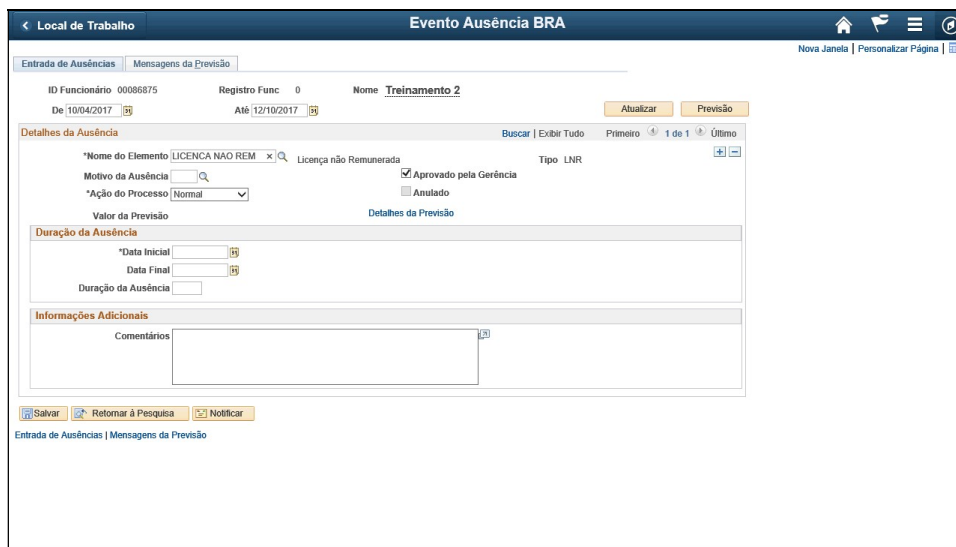 Local de Trabalho
Evento Ausência BRA
Nova Janela | Personalizar Página |
Entrada de Ausências
Mensagens da Previsão
ID Funcionário 00086875 Registro Func 0 Nome Treinamento 2
De 10/04/2017 Até 12/10/2017 Atualizar Previsão
Detalhes da Ausência Buscar | Exibir Tudo Primeiro 1 de 1 Último
*Nome do Elemento LICENCA NAO REM Licença não Remunerada Tipo LNR
Motivo da Ausência Aprovado pela Gerência
*Ação do Processo Normal Anulado
Valor da Previsão Detalhes da Previsão
Duração da Ausência
*Data Inicial
Data Final
Duração da Ausência
Informações Adicionais
Comentários
Salvar Retornar à Pesquisa Notificar
Entrada de Ausências | Mensagens da Previsão